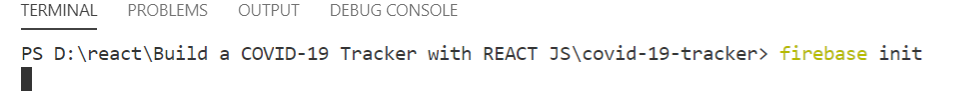 TERMINAL PROBLEMS OUTPUT DEBUG CONSOLE
PS D:\react\Build a COVID-19 Tracker with REACT JS\covid-19-tracker> firebase init